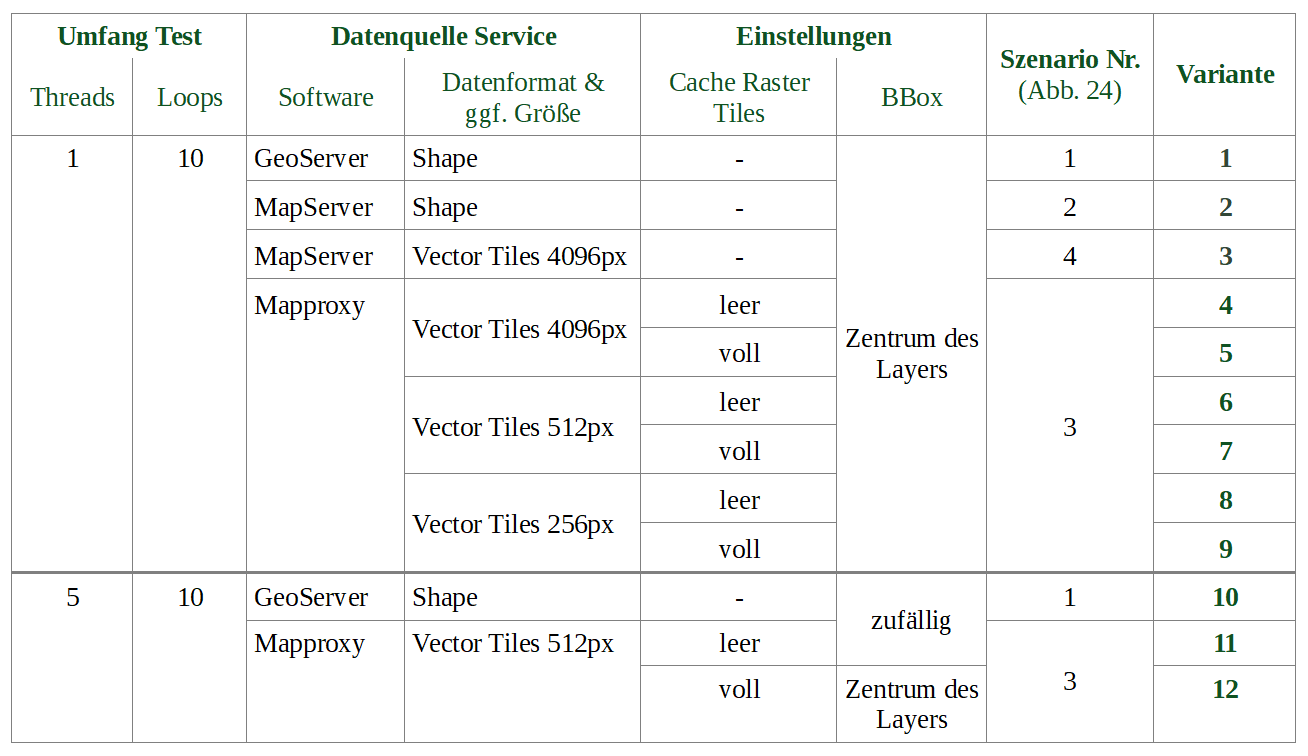 Umfang Test Datenquelle Service Einstellungen Szenario Nr. (Abb. 24) Variante
Threads Loops Software Datenformat & ggf. Größe Cache Raster Tiles BBox
1 10 GeoServer Shape - Zentrum des Layers 1 1
MapServer Shape - 2 2
MapServer Vector Tiles 4096px - 4 3
Mapproxy Vector Tiles 4096px leer 3 4
voll 5
Vector Tiles 512px leer 6
voll 7
Vector Tiles 256px leer 8
voll 9
5 10 GeoServer Shape - zufällig 1 10
Mapproxy Vector Tiles 512px leer 3 11
voll Zentrum des Layers 12